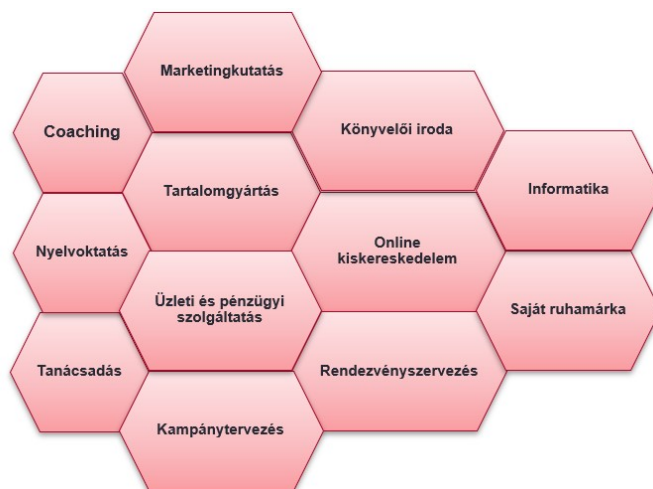 Marketingkutatás
Coaching
Könyvelői iroda
Tartalomgyártás
Informatika
Nyelvoktatás
Online
kiskereskedelem
Üzleti és pénzügyi
szolgáltatás
Saját ruhamárka
Tanácsadás
Rendezvényszervezés
Kampánytervezés